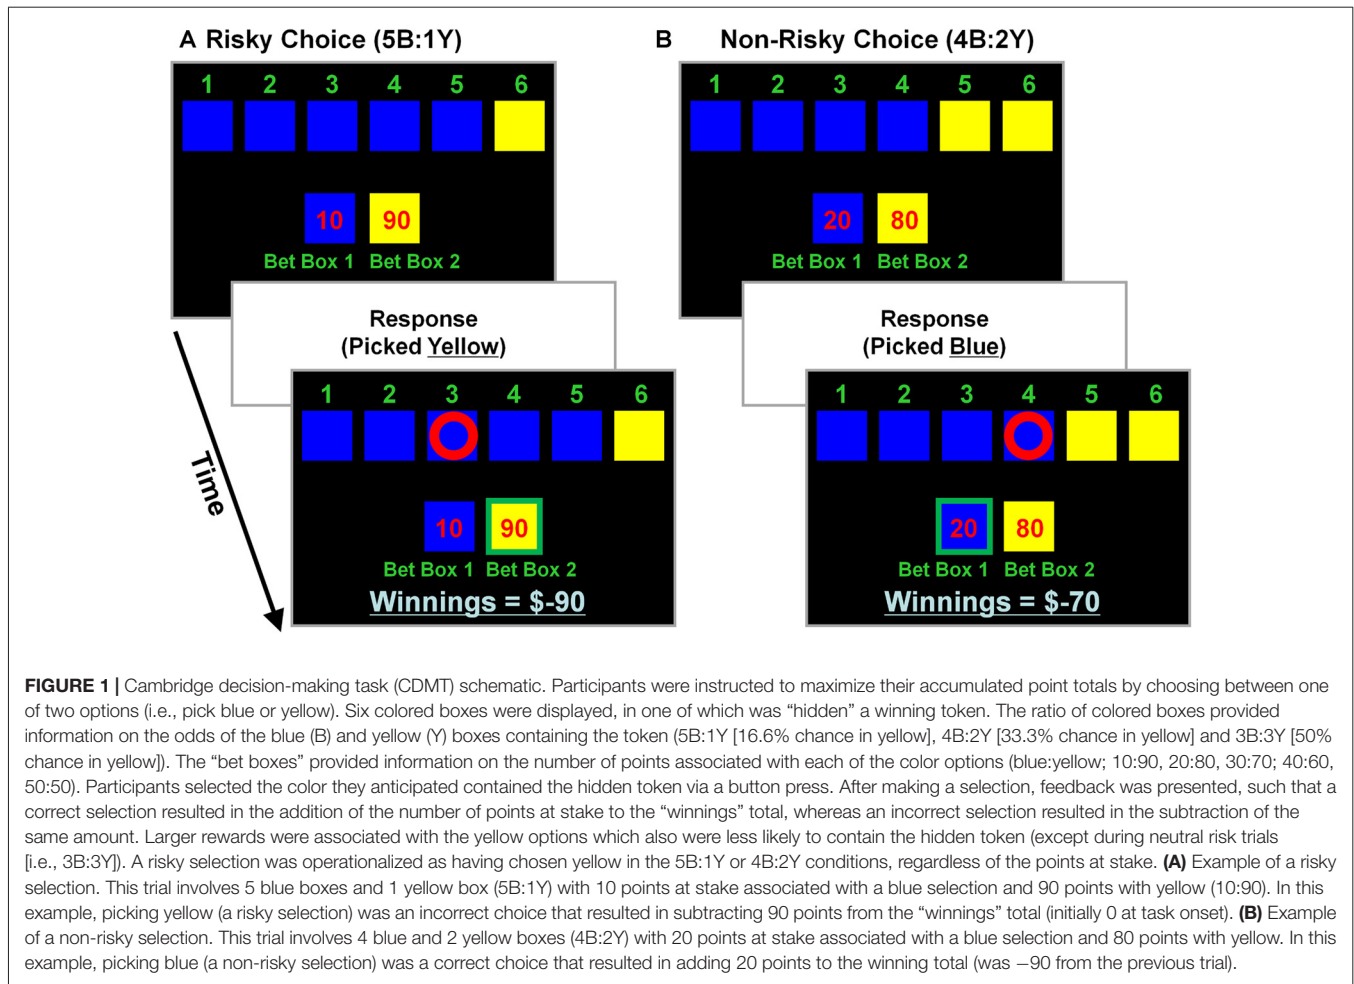 A Risky Choice (5B:1Y)
1 2 3 4 5 6
10 90
Bet Box 1 Bet Box 2
Response
(Picked Yellow)
1 2 3 4 5 6
10 90
Bet Box 1 Bet Box 2
Winnings = $-90
Time
B Non-Risky Choice (4B:2Y)
1 2 3 4 5 6
20 80
Bet Box 1 Bet Box 2
Response
(Picked Blue)
1 2 3 4 5 6
20 80
Bet Box 1 Bet Box 2
Winnings = $-70
FIGURE 1 | Cambridge decision-making task (CDMT) schematic. Participants were instructed to maximize their accumulated point totals by choosing between one
of two options (i.e., pick blue or yellow). Six colored boxes were displayed, in one of which was “hidden” a winning token. The ratio of colored boxes provided
information on the odds of the blue (B) and yellow (Y) boxes containing the token (5B:1Y [16.6% chance in yellow], 4B:2Y [33.3% chance in yellow] and 3B:3Y [50%
chance in yellow]). The “bet boxes” provided information on the number of points associated with each of the color options (blue:yellow; 10:90, 20:80, 30:70; 40:60,
50:50). Participants selected the color they anticipated contained the hidden token via a button press. After making a selection, feedback was presented, such that a
correct selection resulted in the addition of the number of points at stake to the “winnings” total, whereas an incorrect selection resulted in the subtraction of the
same amount. Larger rewards were associated with the yellow options which also were less likely to contain the hidden token (except during neutral risk trials
[i.e., 3B:3Y]). A risky selection was operationalized as having chosen yellow in the 5B:1Y or 4B:2Y conditions, regardless of the points at stake. (A) Example of a risky
selection. This trial involves 5 blue boxes and 1 yellow box (5B:1Y) with 10 points at stake associated with a blue selection and 90 points with yellow (10:90). In this
example, picking yellow (a risky selection) was an incorrect choice that resulted in subtracting 90 points from the “winnings” total (initially 0 at task onset). (B) Example
of a non-risky selection. This trial involves 4 blue and 2 yellow boxes (4B:2Y) with 20 points at stake associated with a blue selection and 80 points with yellow. In this
example, picking blue (a non-risky selection) was a correct choice that resulted in adding 20 points to the winning total (was −90 from the previous trial).